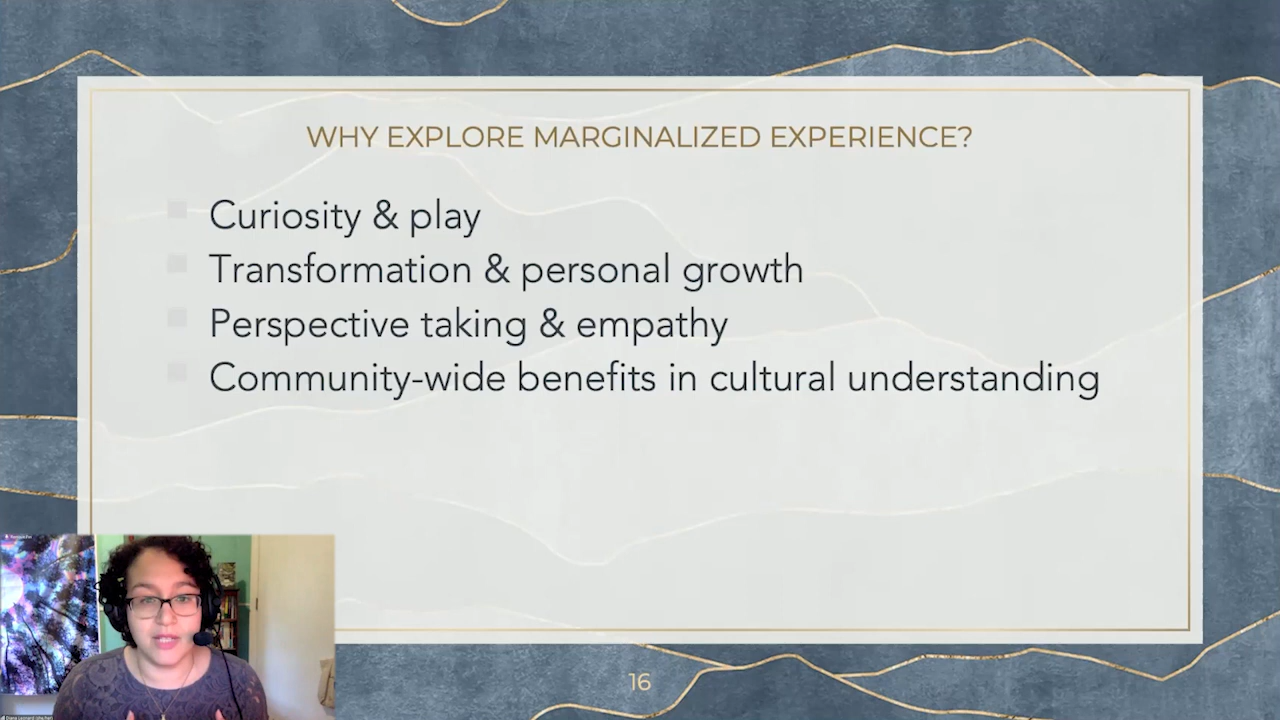 WHY EXPLORE MARGINALIZED EXPERIENCE?
Curiosity & play
Transformation & personal growth
Perspective taking & empathy
Community-wide benefits in cultural understanding
16